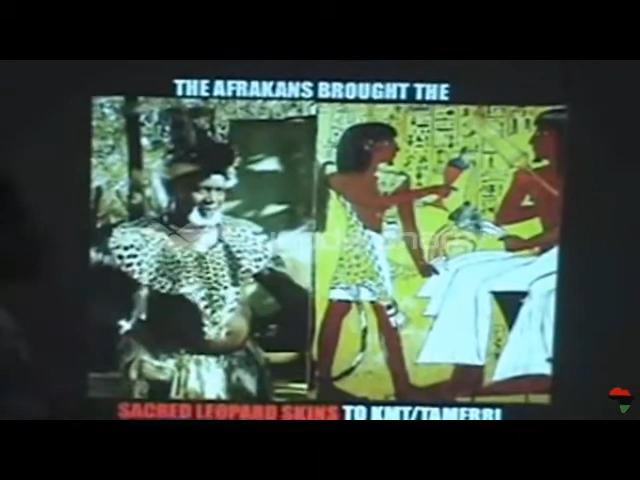 THE AFRAKANS BROUGHT THE
SACRED LEOPARD SKINS TO KMT/TAMERRI